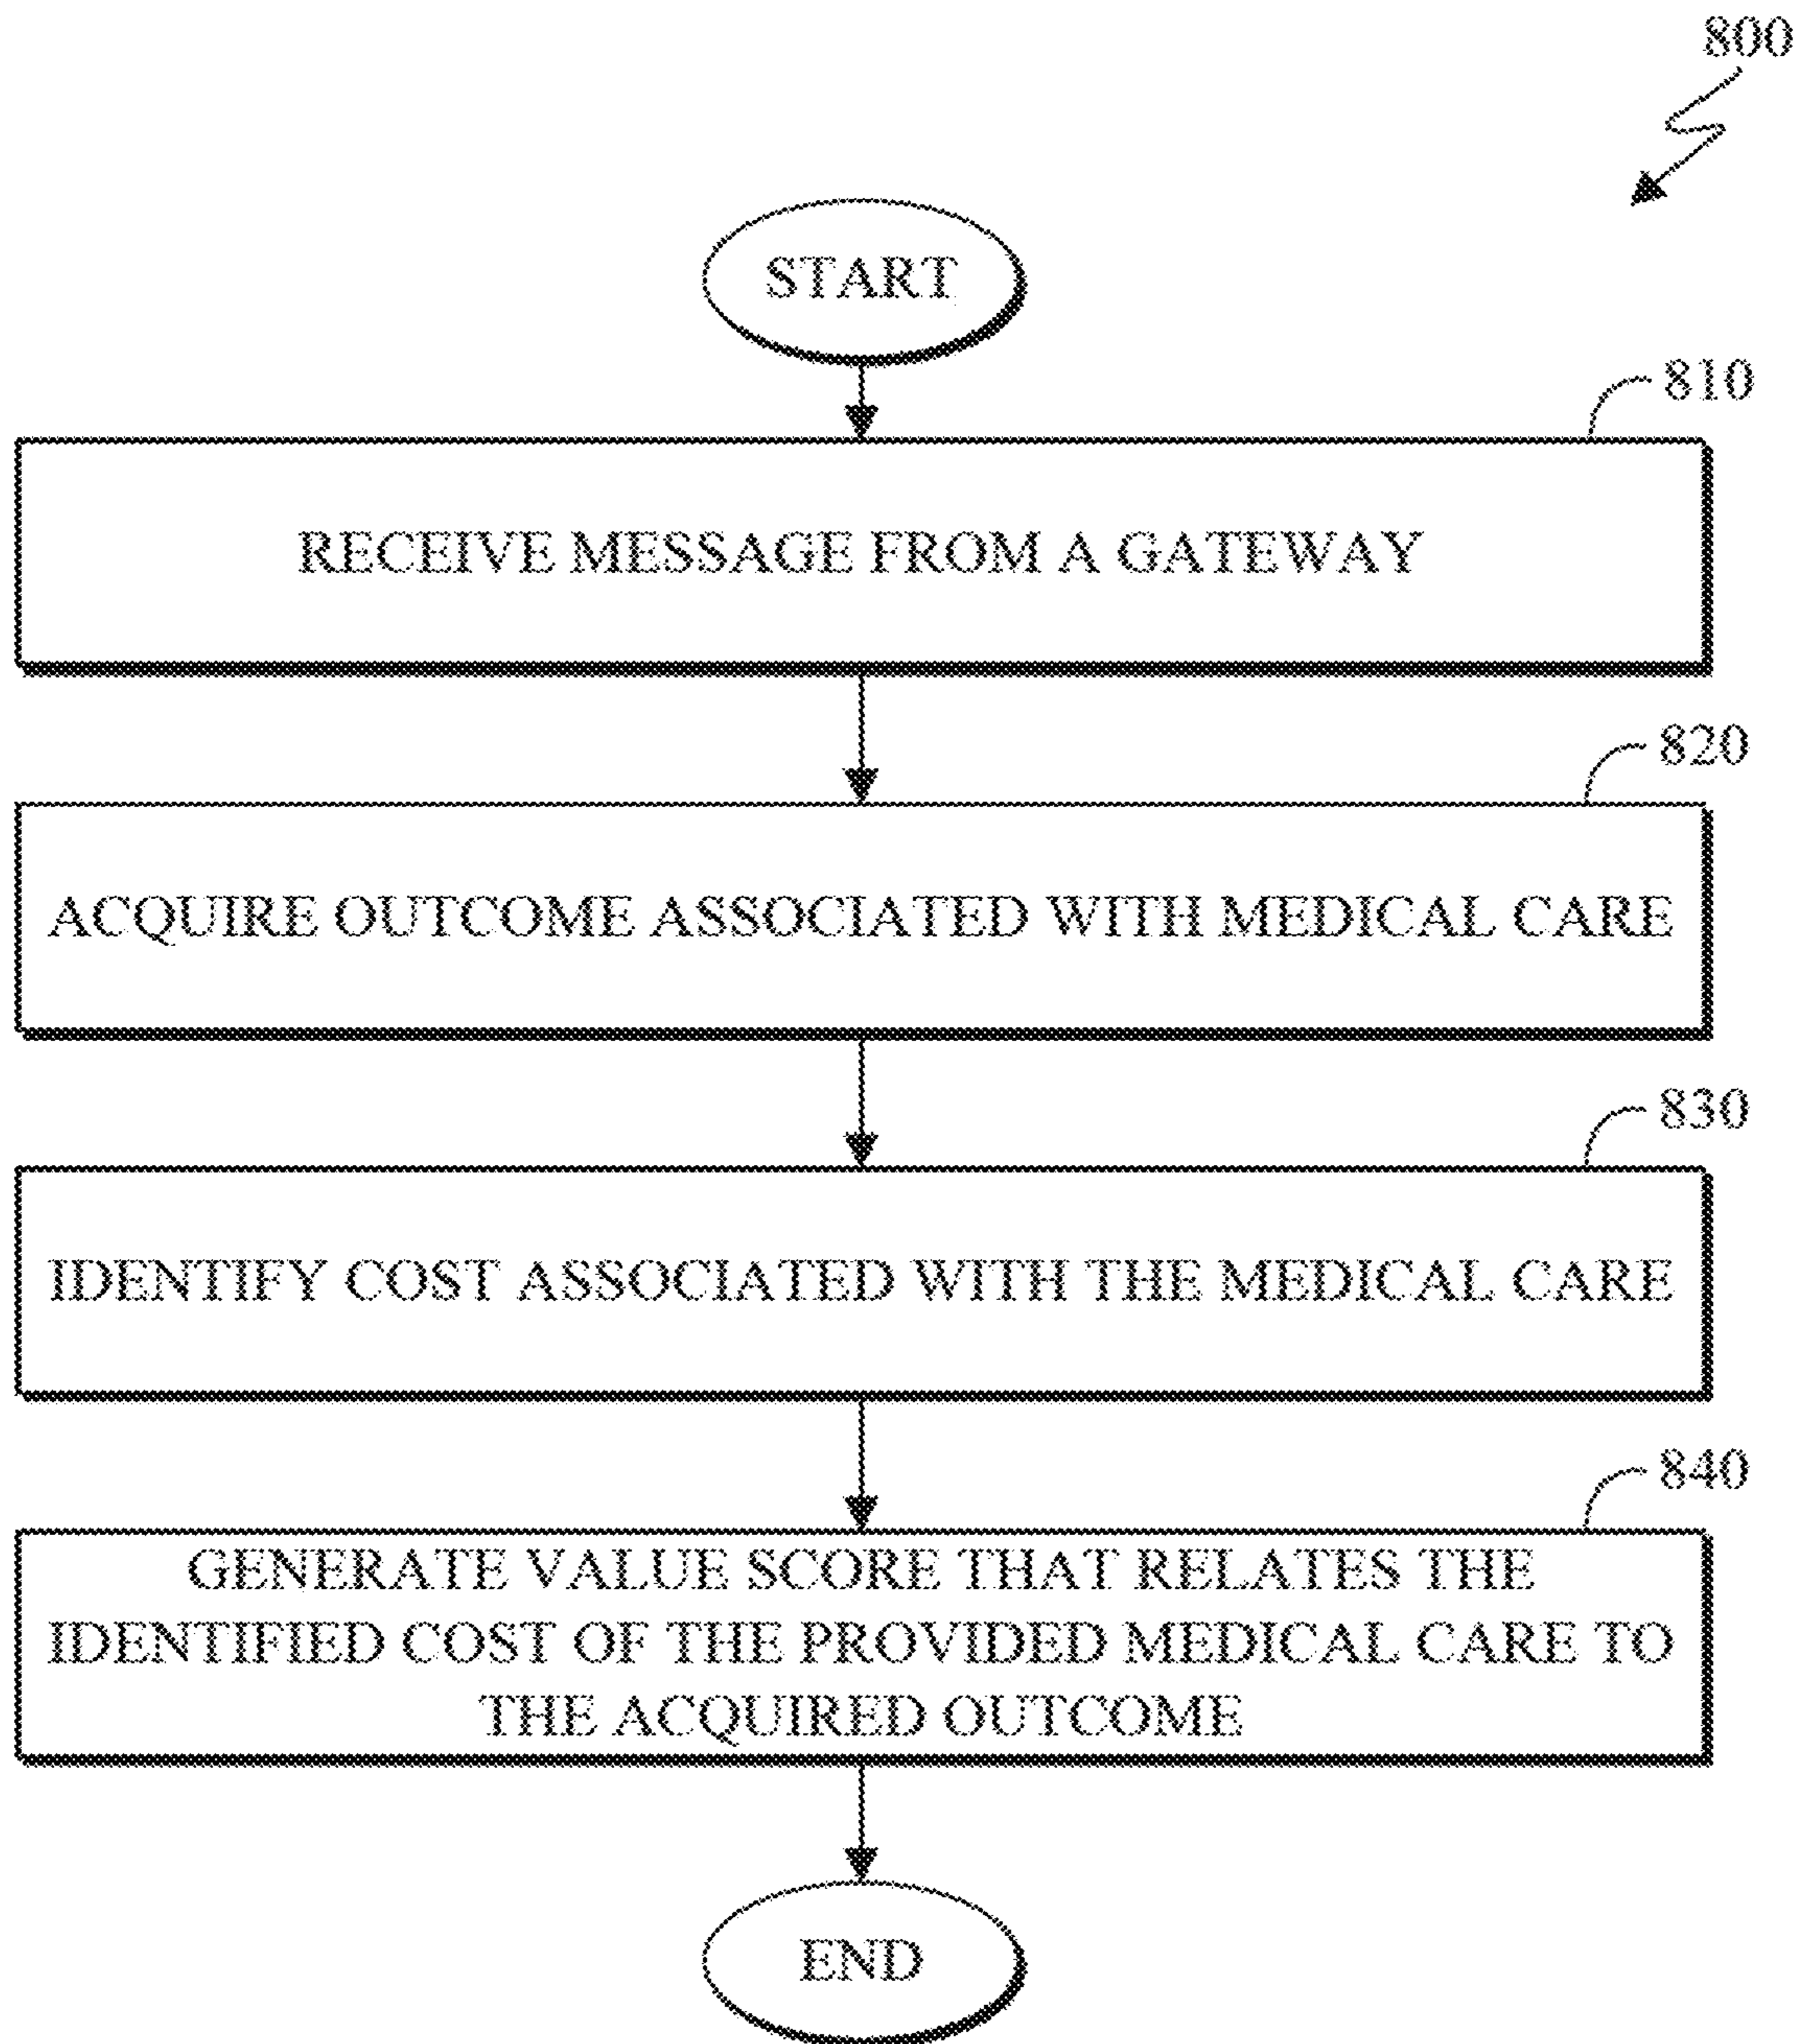 800
START
810
RECEIVE MESSAGE FROM A GATEWAY
820
ACQUIRE OUTCOME ASSOCIATED WITH MEDICAL CARE
830
IDENTIFY COST ASSOCIATED WITH THE MEDICAL CARE
840
GENERATE VALUE SCORE THAT RELATES THE
IDENTIFIED COST OF THE PROVIDED MEDICAL CARE TO
THE ACQUIRED OUTCOME
END